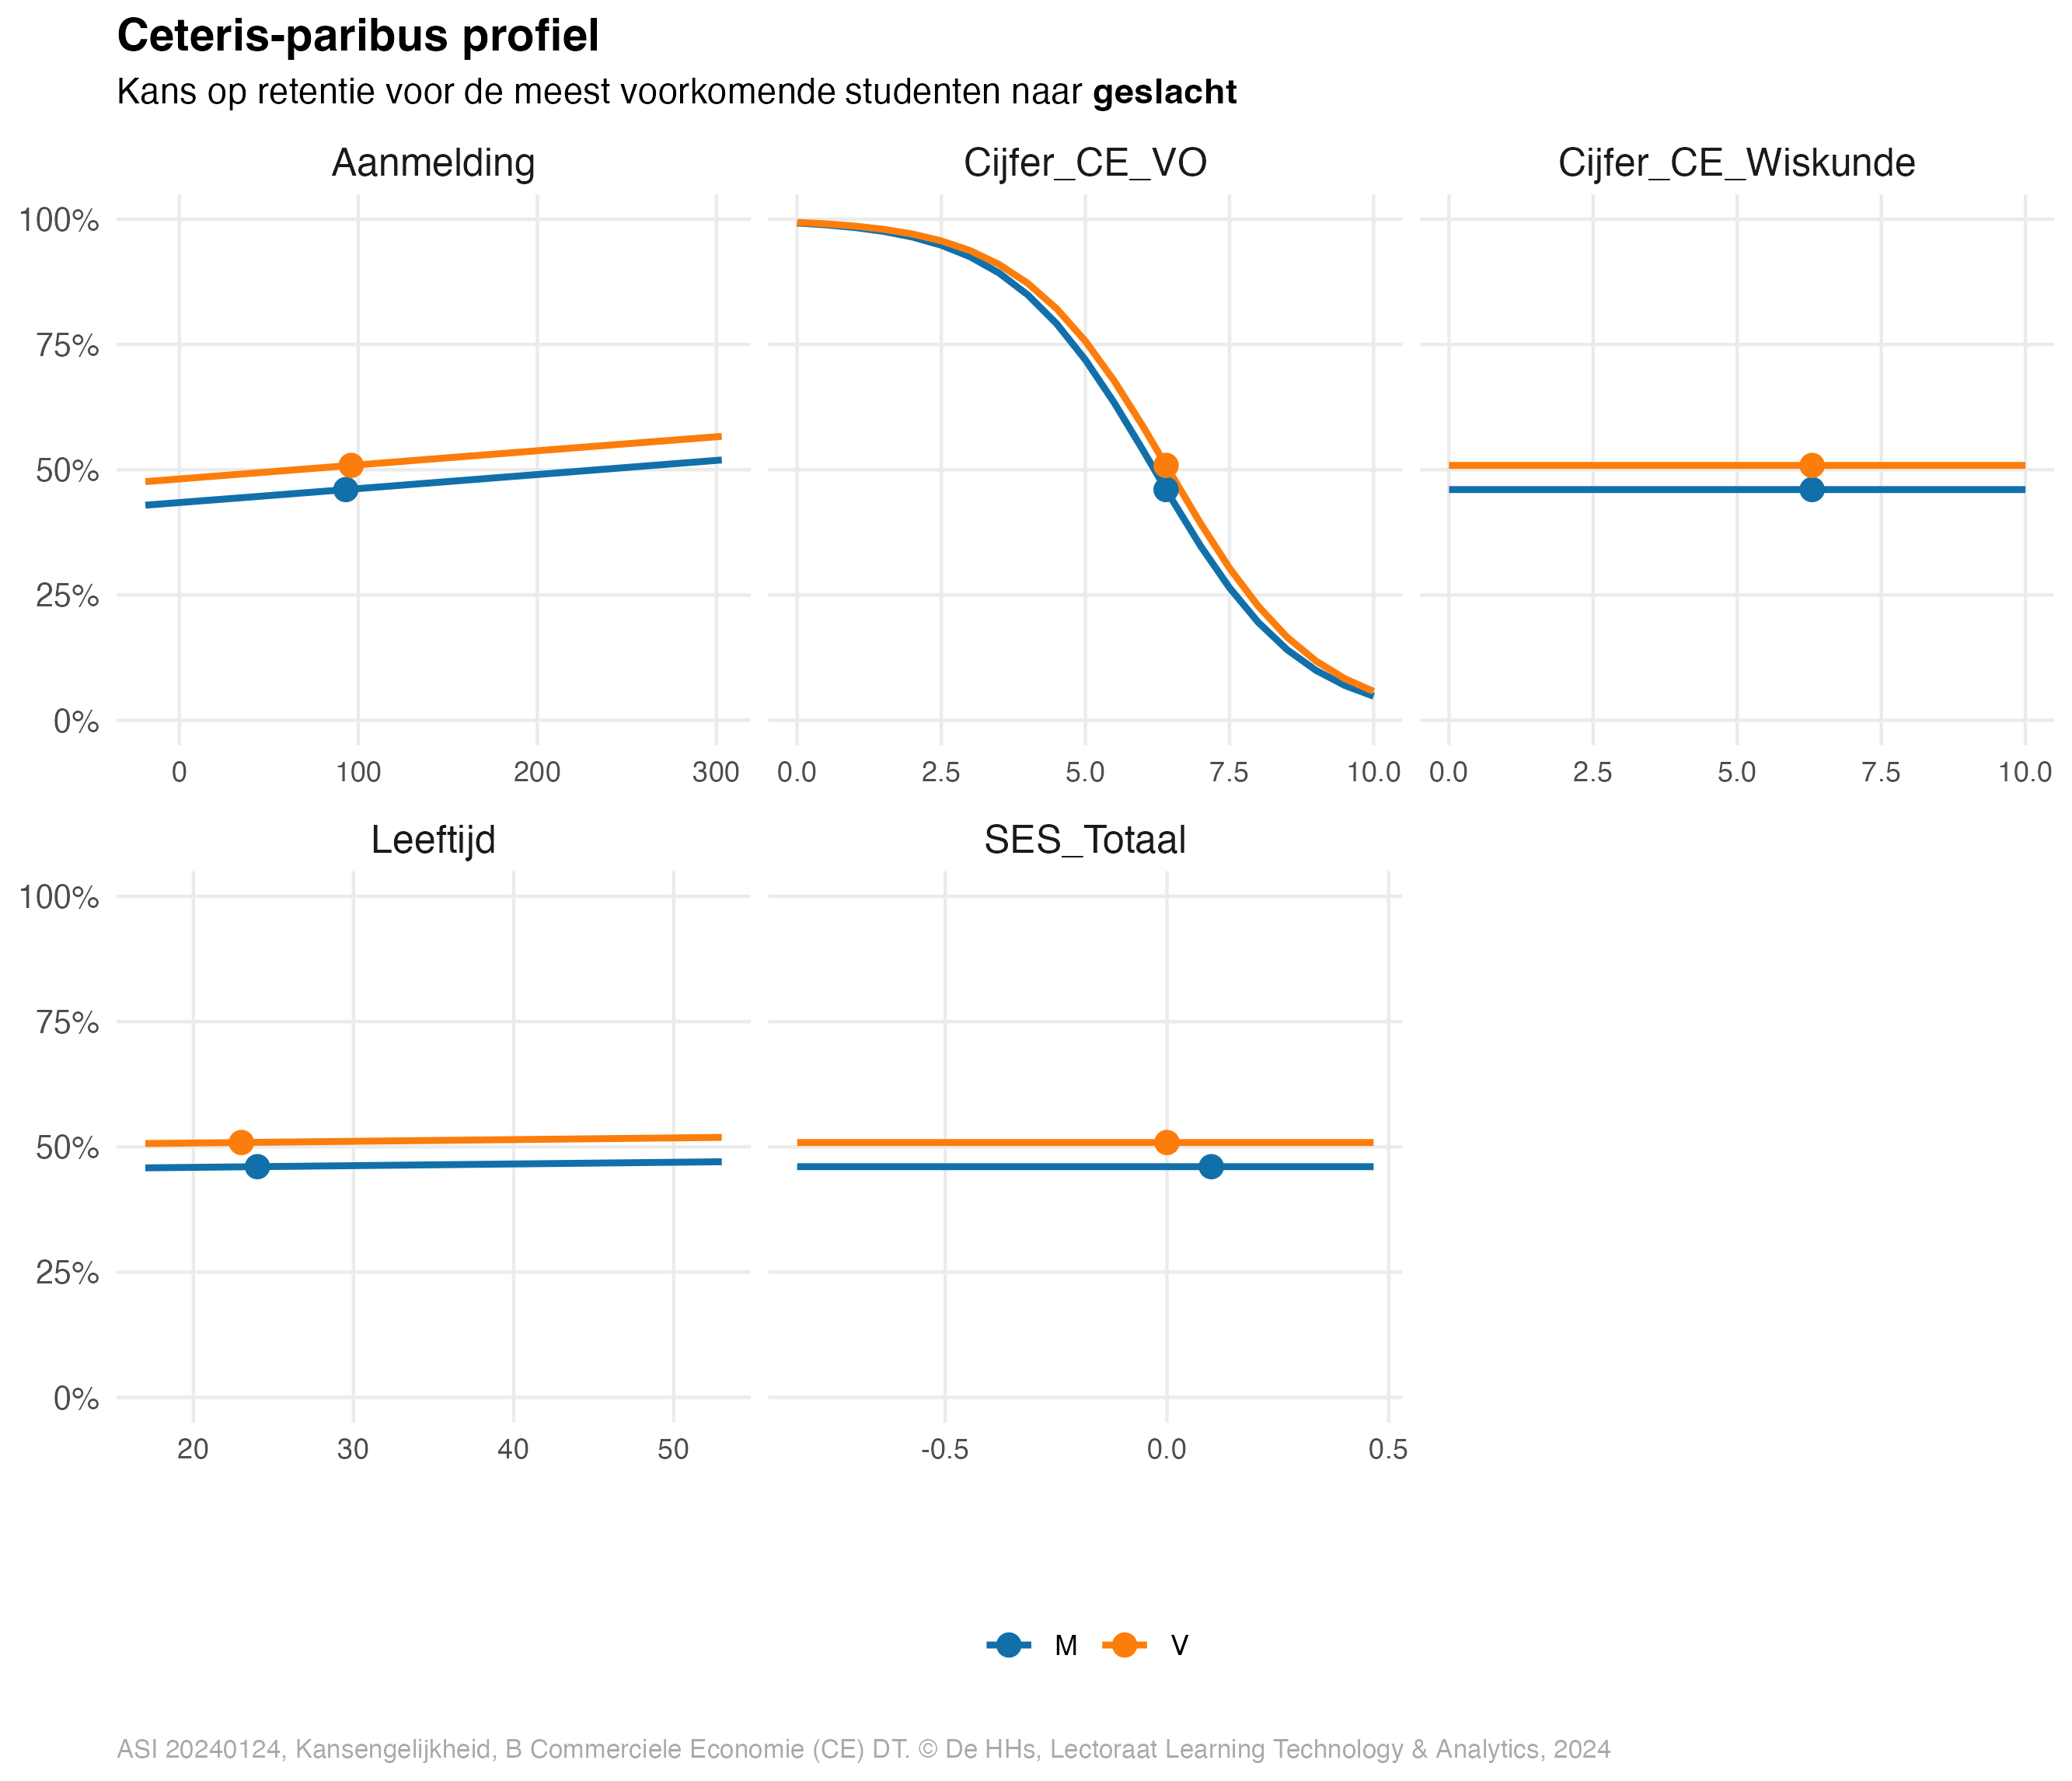 Ceteris-paribus profiel
Kans op retentie voor de meest voorkomende studenten naar geslacht
Aanmelding
Cijfer_CE_VO
Cijfer_CE_Wiskunde
100%
75%
50%
25%
0%
0 100 200 300
0.0 2.5 5.0 7.5 10.0
0.0 2.5 5.0 7.5 10.0
Leeftijd
SES_Totaal
100%
75%
50%
25%
0%
20 30 40 50
-0.5 0.0 0.5
M V
ASI 20240124, Kansengelijkheid, B Commerciele Economie (CE) DT. © De HHs, Lectoraat Learning Technology & Analytics, 2024